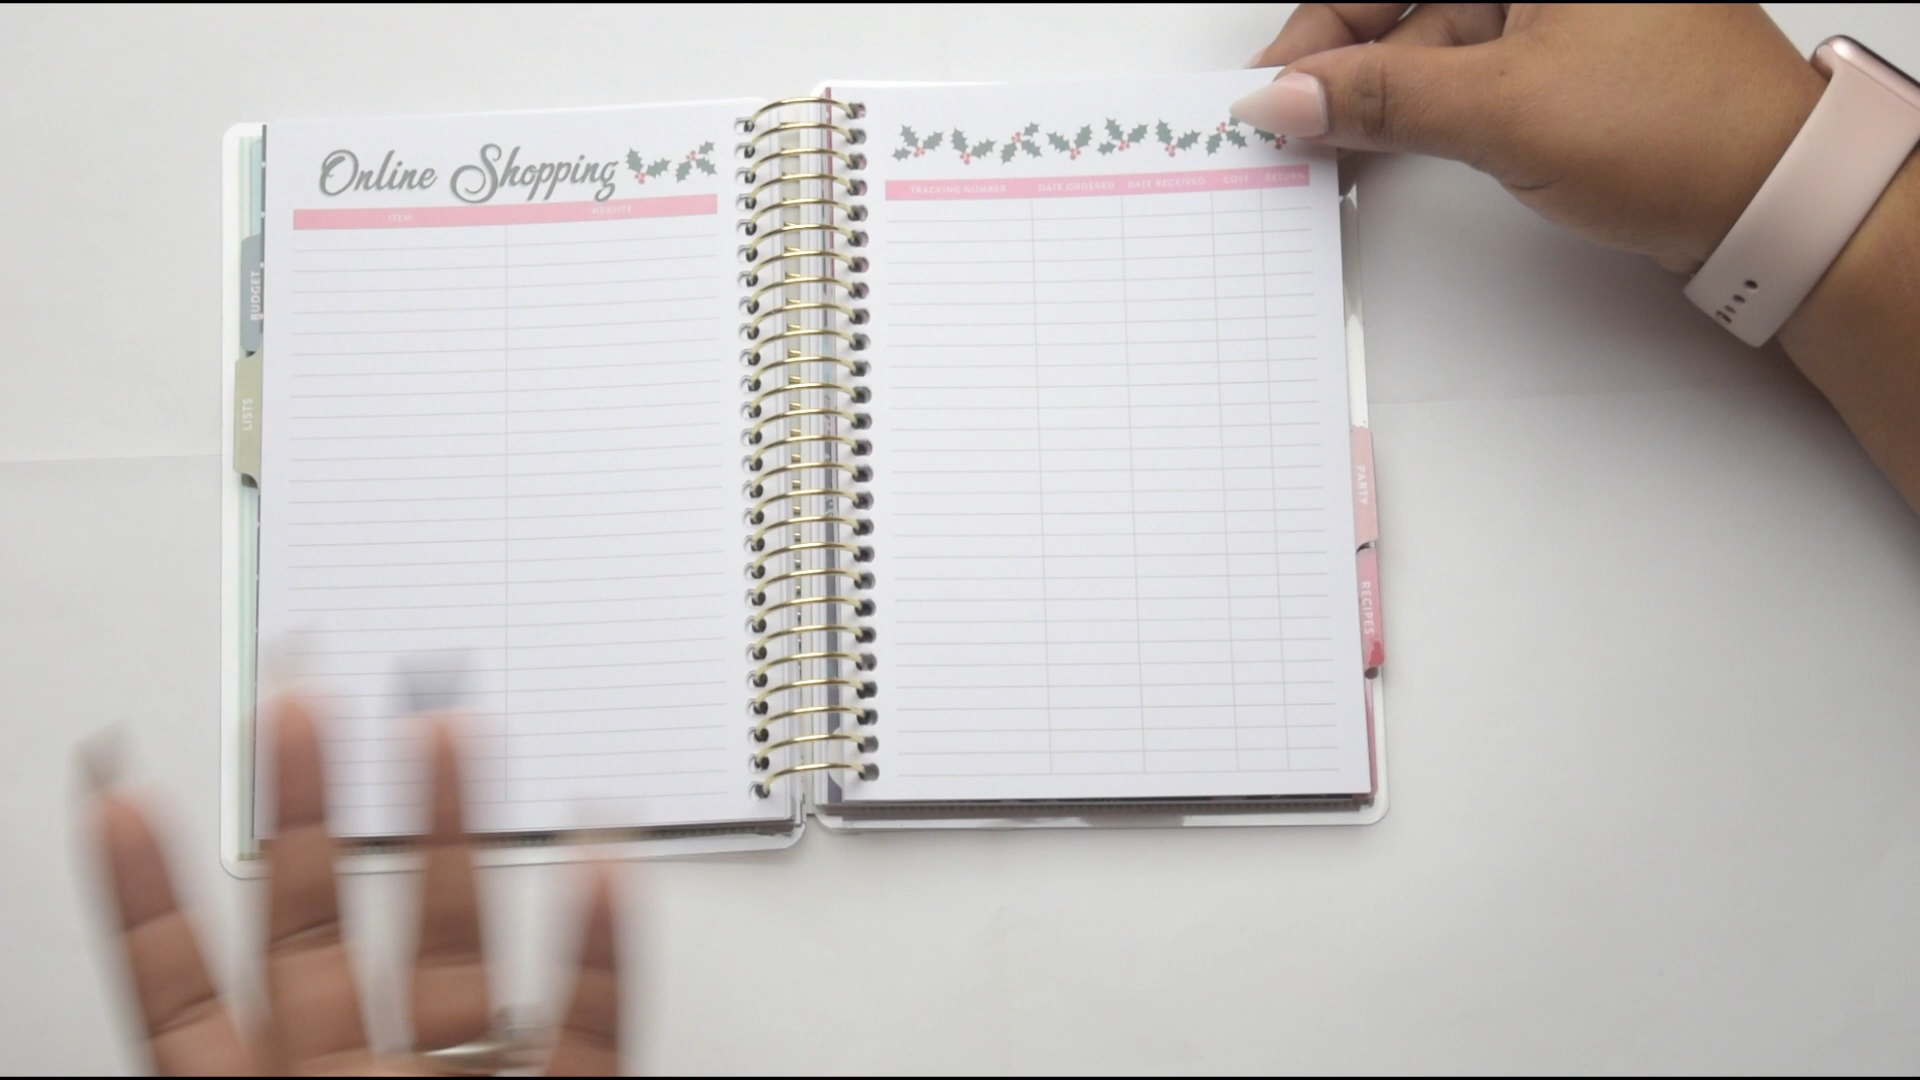 Online Shopping
ITEM WEBSITE
TRACKING NUMBER DATE ORDERED DATE RECEIVED COST RETURN
BUDGET
LISTS
PARTY
RECIPES